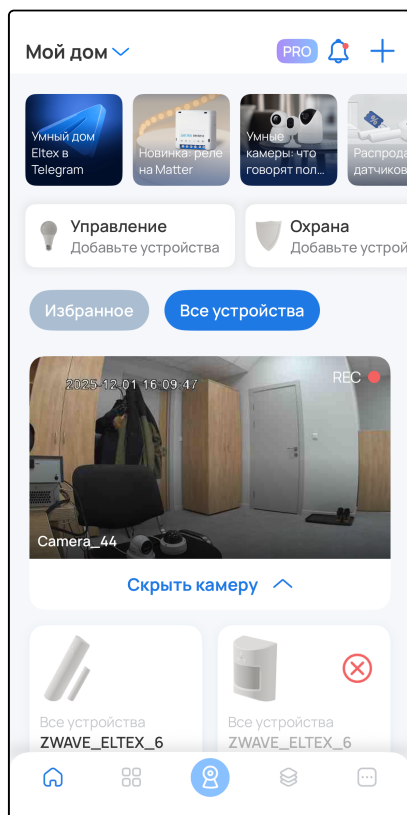 Мой дом
PRO
Умный дом
Eltex в
Telegram
Новинка: реле
на Matter
Умные
камеры: что
говорят пол...
Распрода
датчиков
Управление
Добавьте устройства
Охрана
Добавьте устрой
Избранное
Все устройства
2025-12-01 16:09:47
REC
Camera_44
Скрыть камеру
Все устройства
ZWAVE_ELTEX_6
Все устройства
ZWAVE_ELTEX_6